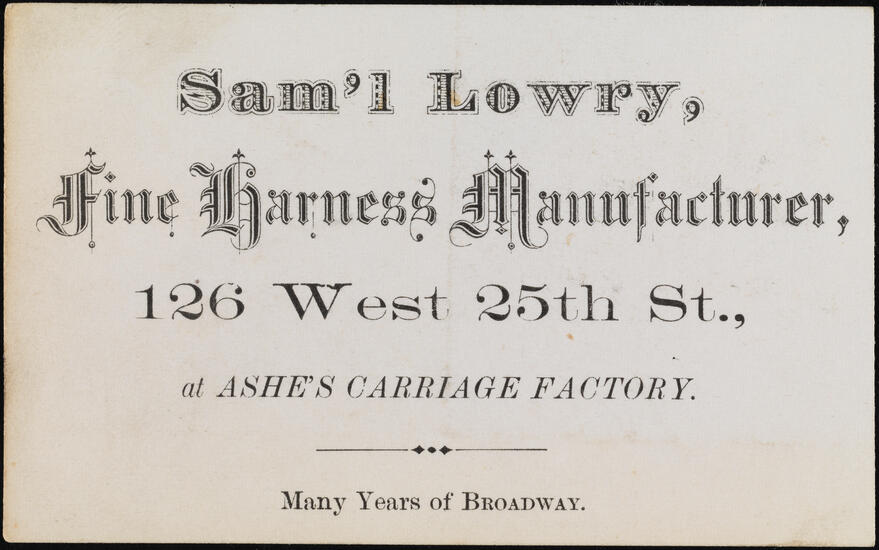 Sam'l Lowry,
Fine Harness Manufacturer,
126 West 25th St.,
at ASHE'S CARRIAGE FACTORY.
Many Years of BROADWAY.